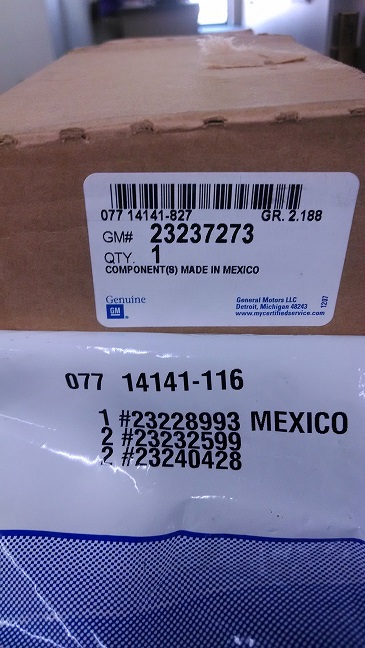 077 14141-827 GR. 2.188
GM# 23237273
QTY. 1
COMPONENT(S) MADE IN MEXICO
Genuine
GM
General Motors LLC
Detroit, Michigan 48243
www.mycertifiedservice.com
1207
077 14141-116
1 #23228993 MEXICO
2 #23232599
2 #23240428